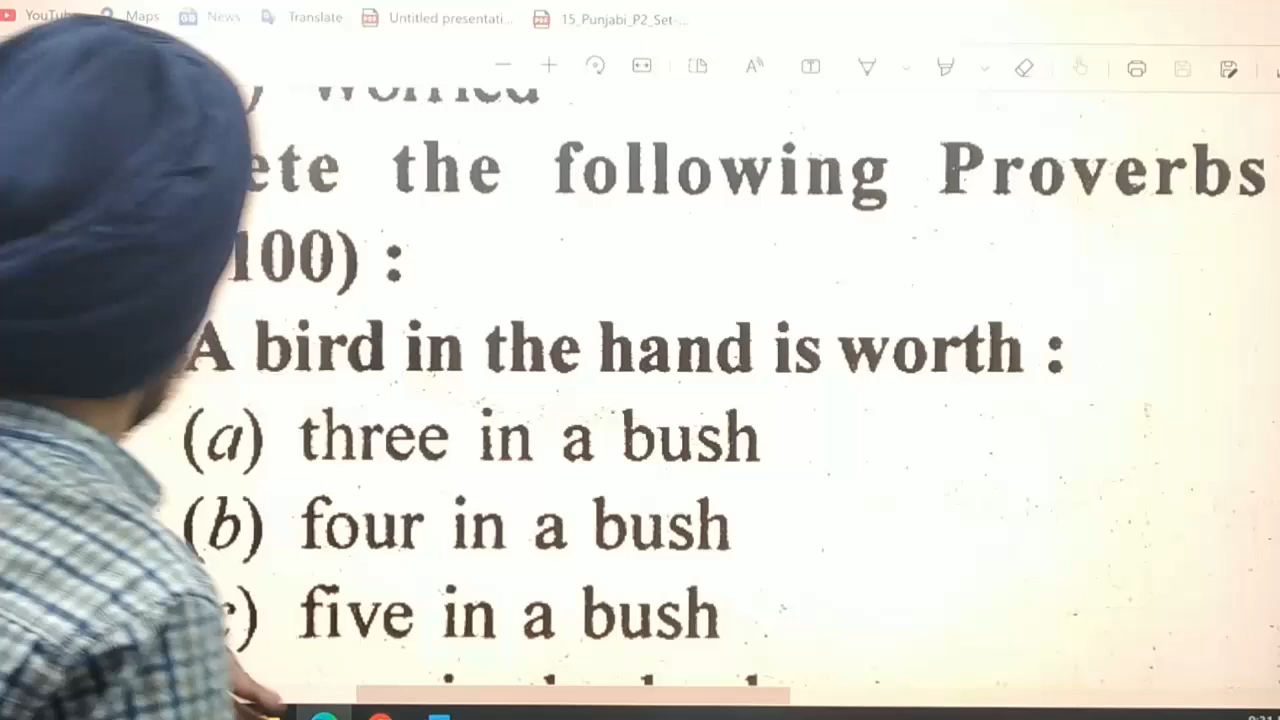 YouTube Maps News Translate Untitled presentati... 15_Punjabi_P2_Set-...
Worried
ete the following Proverbs
100) :
A bird in the hand is worth :
(a) three in a bush
(b) four in a bush
c) five in a bush